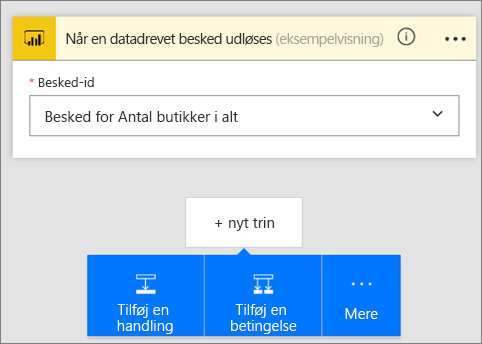 Når en datadrevet besked udløses (eksempelvisning)
* Besked-id
Besked for Antal butikker i alt
+ nyt trin
Tilføj en
handling
Tilføj en
betingelse
Mere